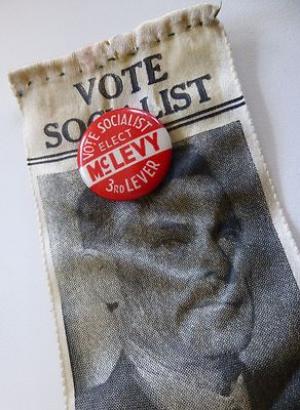 VOTE
SOCIALIST
VOTE SOCIALIST
ELECT
McLEVY
3RD LEVER